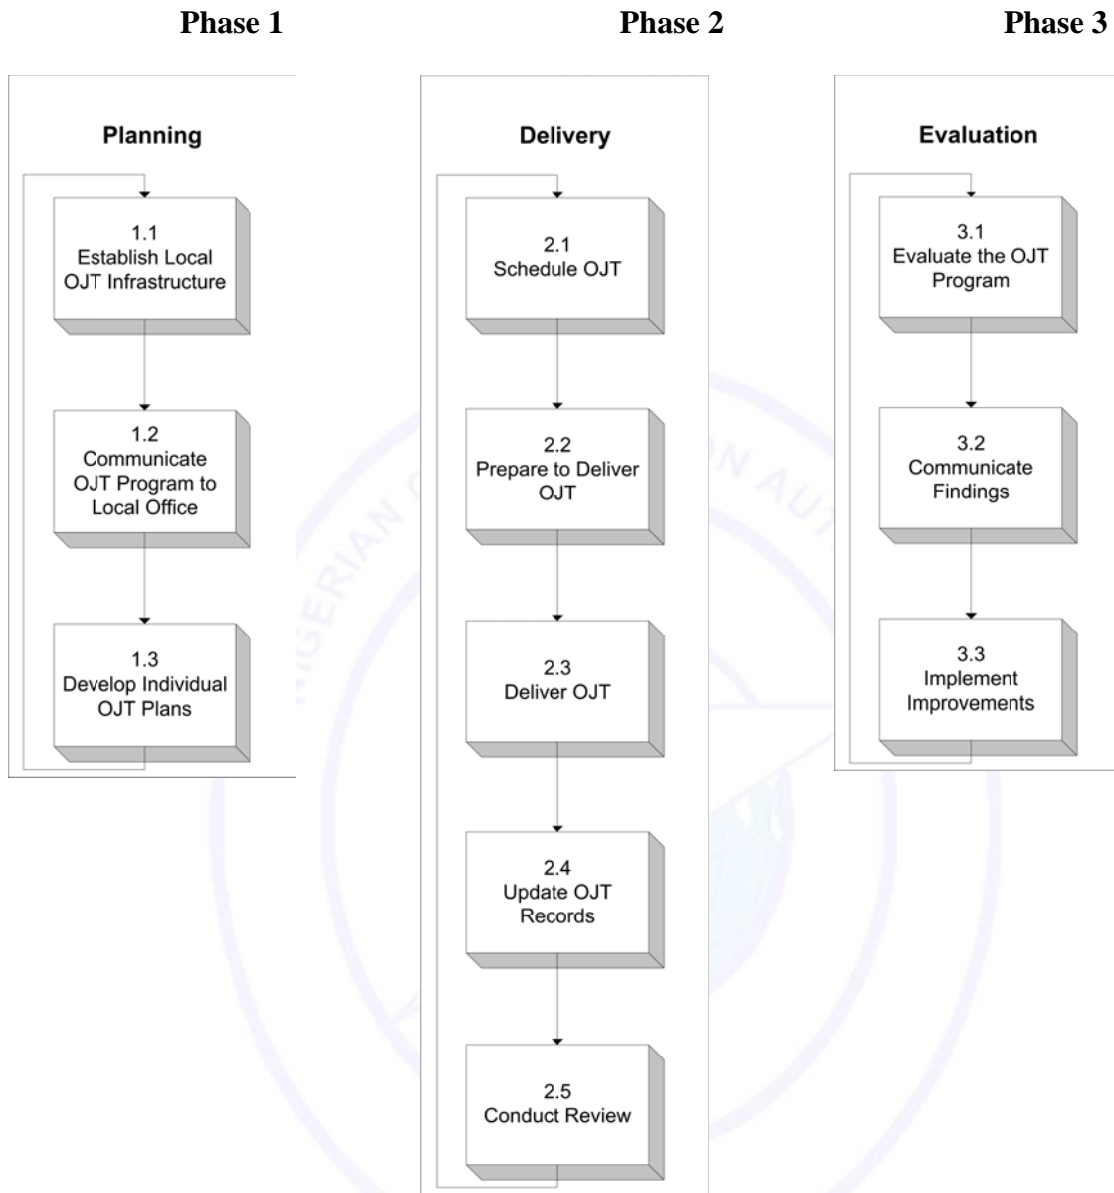 Phase 1
Phase 2
Phase 3
Planning
1.1
Establish Local
OJT Infrastructure
1.2
Communicate
OJT Program to
Local Office
1.3
Develop Individual
OJT Plans
Delivery
2.1
Schedule OJT
2.2
Prepare to Deliver
OJT
2.3
Deliver OJT
2.4
Update OJT
Records
2.5
Conduct Review
Evaluation
3.1
Evaluate the OJT
Program
3.2
Communicate
Findings
3.3
Implement
Improvements
NIGERIAN